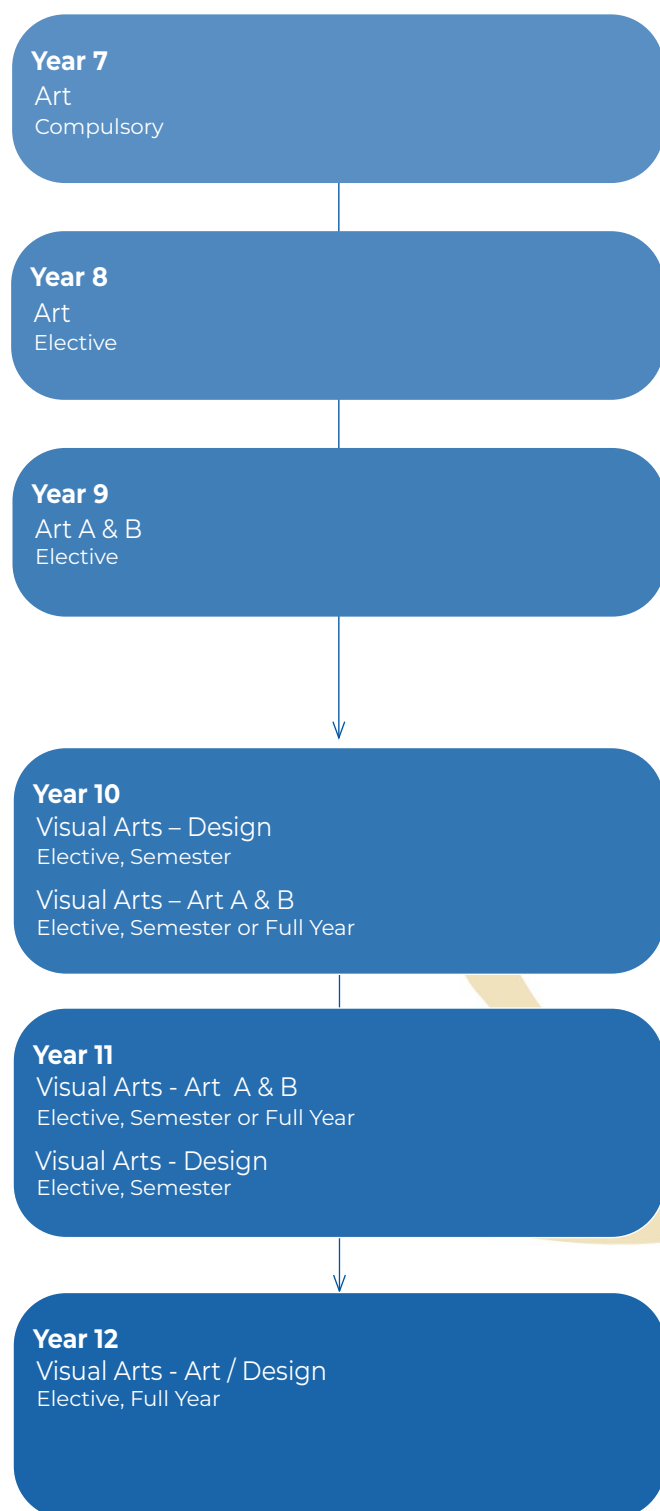 Year 7
Art
Compulsory
Year 8
Art
Elective
Year 9
Art A & B
Elective
Year 10
Visual Arts – Design
Elective, Semester
Visual Arts – Art A & B
Elective, Semester or Full Year
Year 11
Visual Arts - Art  A & B
Elective, Semester or Full Year
Visual Arts - Design
Elective, Semester
Year 12
Visual Arts - Art / Design
Elective, Full Year